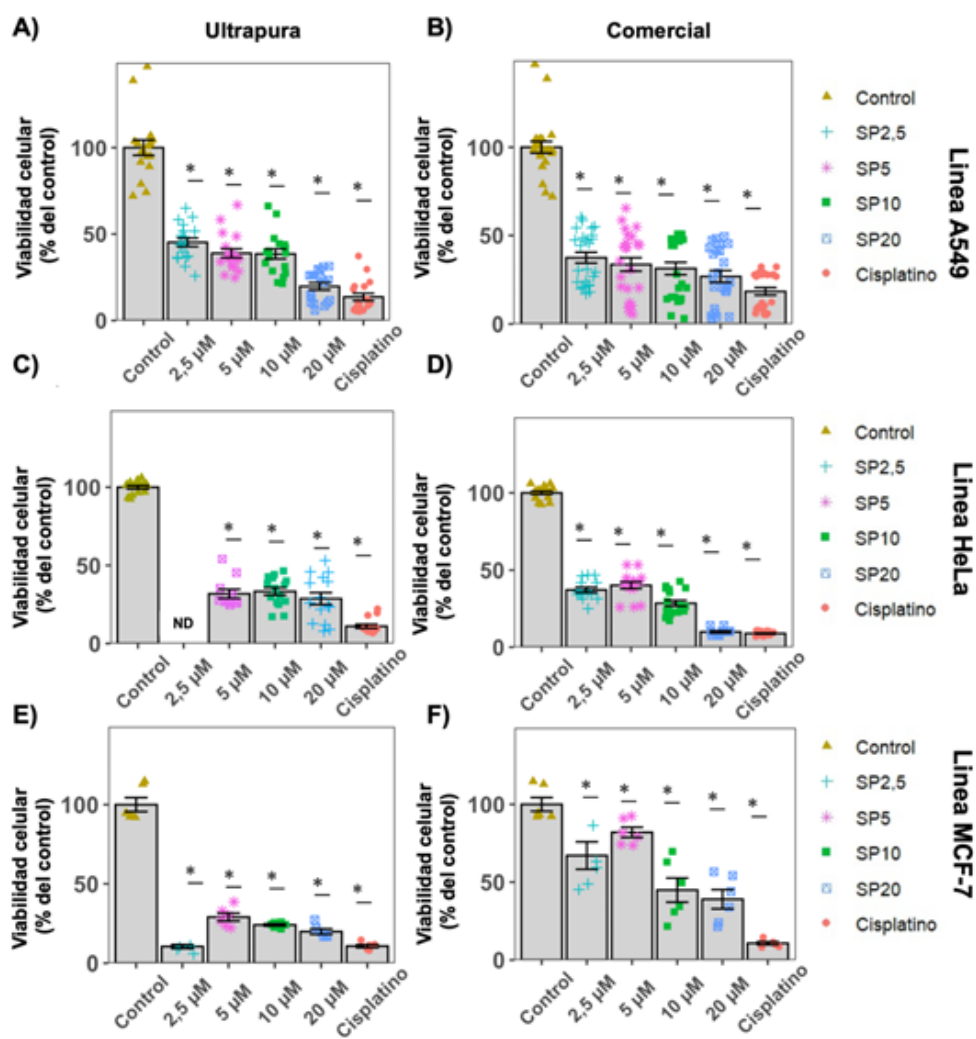 A)
Ultrapura
B)
Comercial
Viabilidad celular
(% del control)
100
50
0
*
*
*
*
*
Control
2,5 µM
5 µM
10 µM
20 µM
Cisplatino
Viabilidad celular
(% del control)
100
50
0
*
*
*
*
*
Control
2,5 µM
5 µM
10 µM
20 µM
Cisplatino
Control
SP2,5
SP5
SP10
SP20
Cisplatino
Linea A549
C)
D)
Viabilidad celular
(% del control)
100
50
0
ND
*
*
*
*
Control
2,5 µM
5 µM
10 µM
20 µM
Cisplatino
Viabilidad celular
(% del control)
100
50
0
*
*
*
*
*
Control
2,5 µM
5 µM
10 µM
20 µM
Cisplatino
Control
SP2,5
SP5
SP10
SP20
Cisplatino
Linea HeLa
E)
F)
Viabilidad celular
(% del control)
100
50
0
*
*
*
*
*
Control
2,5 µM
5 µM
10 µM
20 µM
Cisplatino
Viabilidad celular
(% del control)
100
50
0
*
*
*
*
*
Control
2,5 µM
5 µM
10 µM
20 µM
Cisplatino
Control
SP2,5
SP5
SP10
SP20
Cisplatino
Linea MCF-7